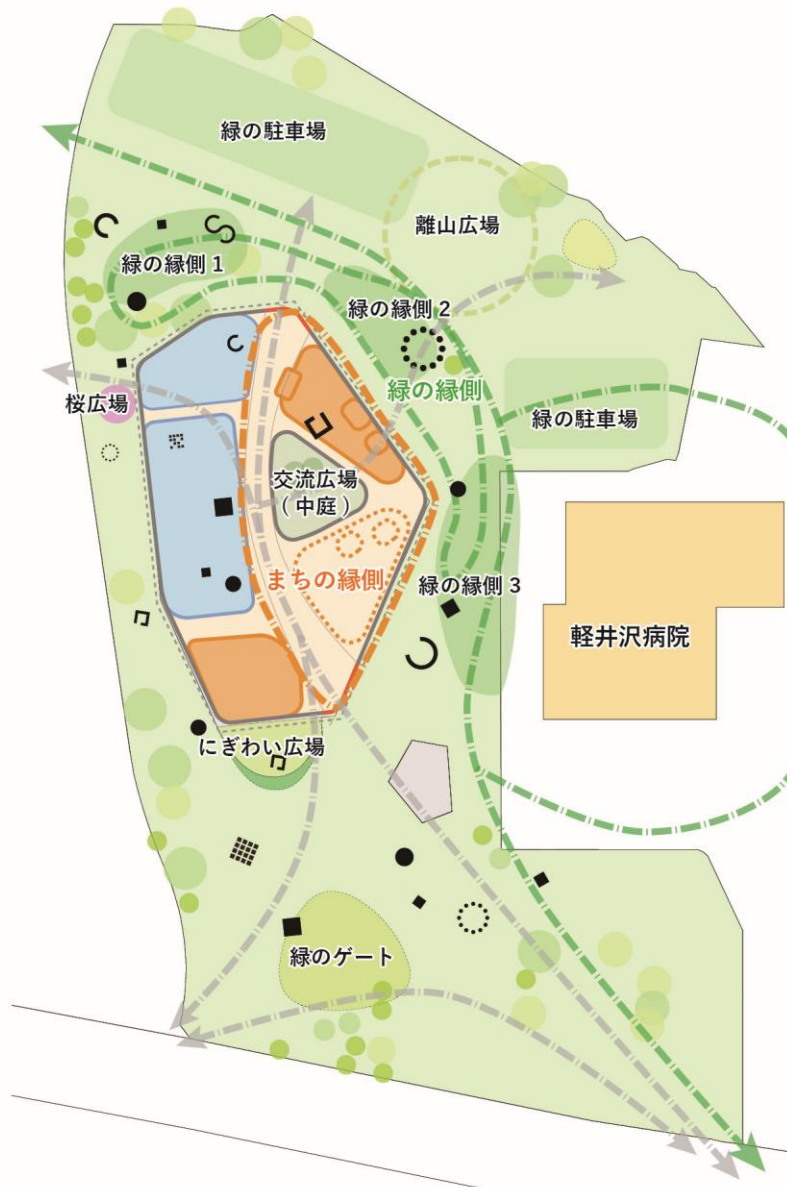 緑の駐車場
離山広場
緑の縁側 1
緑の縁側 2
緑の縁側
桜広場
緑の駐車場
交流広場
( 中庭 )
まちの縁側
緑の縁側 3
軽井沢病院
にぎわい広場
緑のゲート